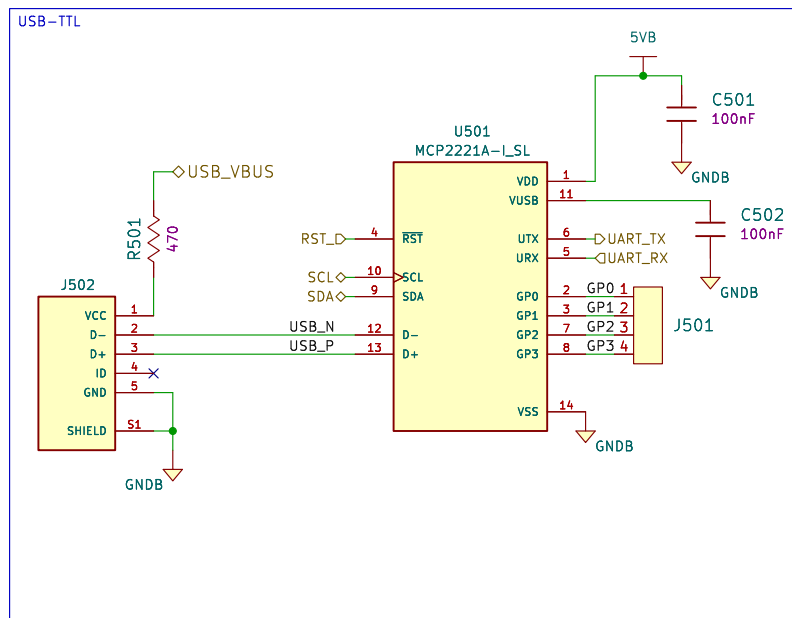 USB-TTL
5VB
C501
100nF
GNDB
U501
MCP2221A-I_SL
USB_VBUS
R501
470
VDD 1
VUSB 11
C502
100nF
GNDB
RST_
4 RST
UTX 6 UART_TX
URX 5 UART_RX
SCL 10 SCL
SDA 9 SDA
GP0 2 GP0 1
GP1 3 GP1 2
GP2 7 GP2 3
GP3 8 GP3 4
J501
J502
VCC 1
D- 2 USB_N 12 D-
D+ 3 USB_P 13 D+
ID 4
GND 5
SHIELD S1
GNDB
VSS 14
GNDB